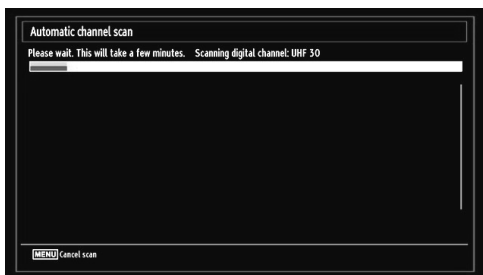 Automatic channel scan
Please wait. This will take a few minutes. Scanning digital channel: UHF 30
MENU Cancel scan